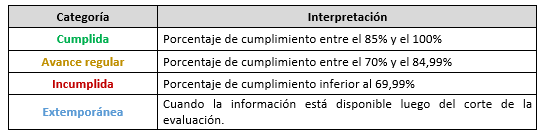 Categoría Interpretación
Cumplida Porcentaje de cumplimiento entre el 85% y el 100%
Avance regular Porcentaje de cumplimiento entre el 70% y el 84,99%
Incumplida Porcentaje de cumplimiento inferior al 69,99%
Extemporánea Cuando la información está disponible luego del corte de la
evaluación.